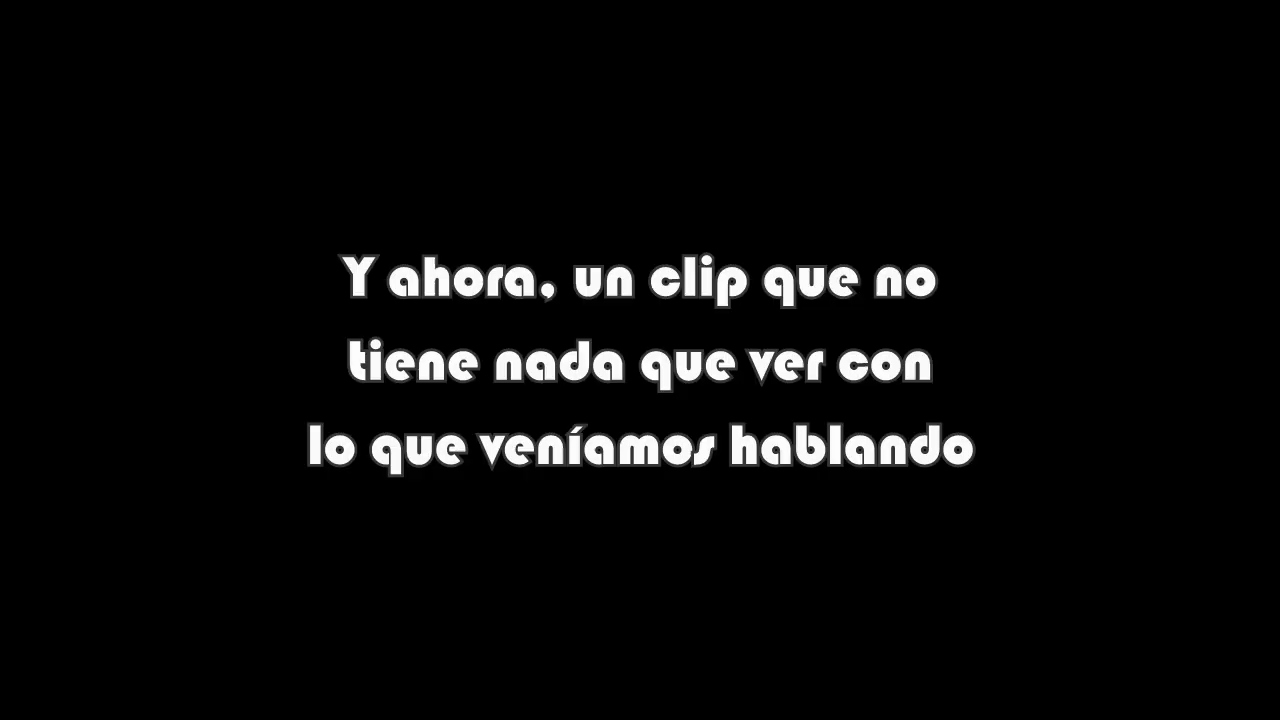 Y ahora, un clip que no
tiene nada que ver con
lo que veníamos hablando